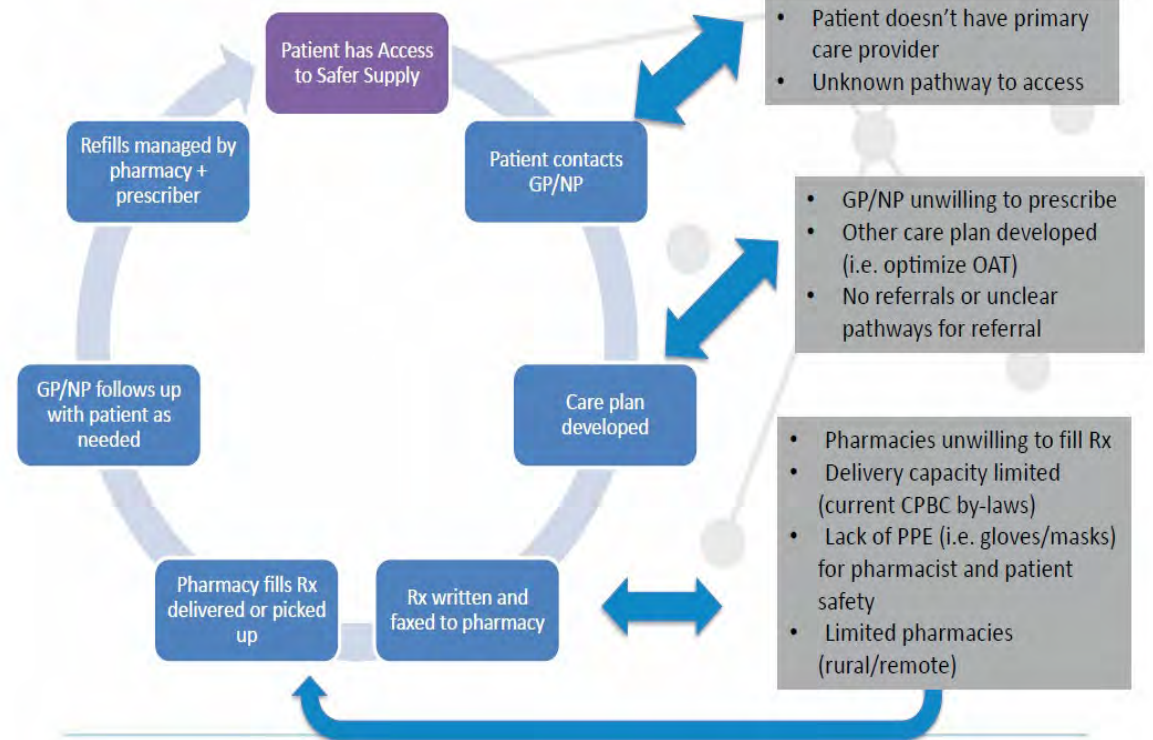 Patient has Access
to Safer Supply
• Patient doesn't have primary
care provider
• Unknown pathway to access
Refills managed by
pharmacy +
prescriber
Patient contacts
GP/NP
• GP/NP unwilling to prescribe
• Other care plan developed
(i.e. optimize OAT)
• No referrals or unclear
pathways for referral
GP/NP follows up
with patient as
needed
Care plan
developed
• Pharmacies unwilling to fill Rx
• Delivery capacity limited
(current CPBC by-laws)
• Lack of PPE (i.e. gloves/masks)
for pharmacist and patient
safety
• Limited pharmacies
(rural/remote)
Pharmacy fills Rx
delivered or picked
up
Rx written and
faxed to pharmacy